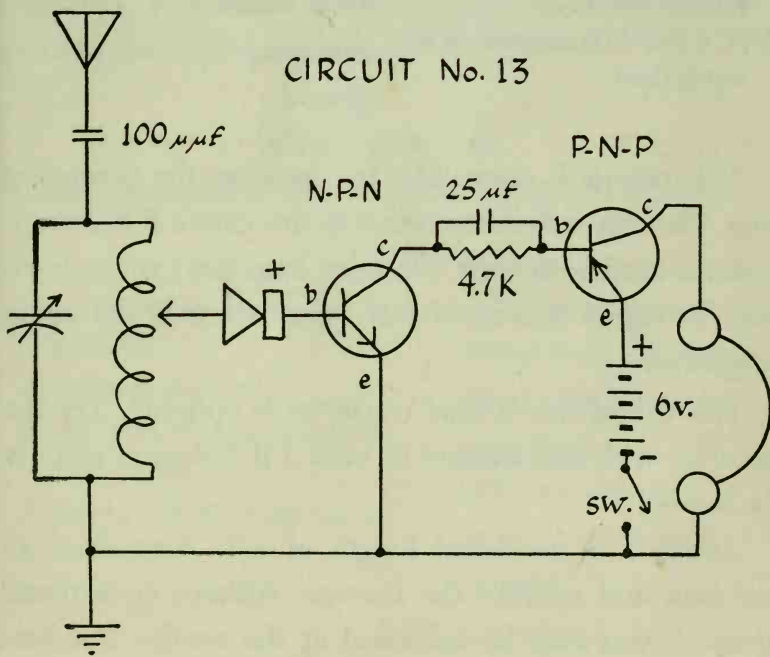 CIRCUIT No. 13
100 μμf
P-N-P
N-P-N
25 μf
b
c
c
4.7K
+
b
e
e
+
6v.
-
sw.